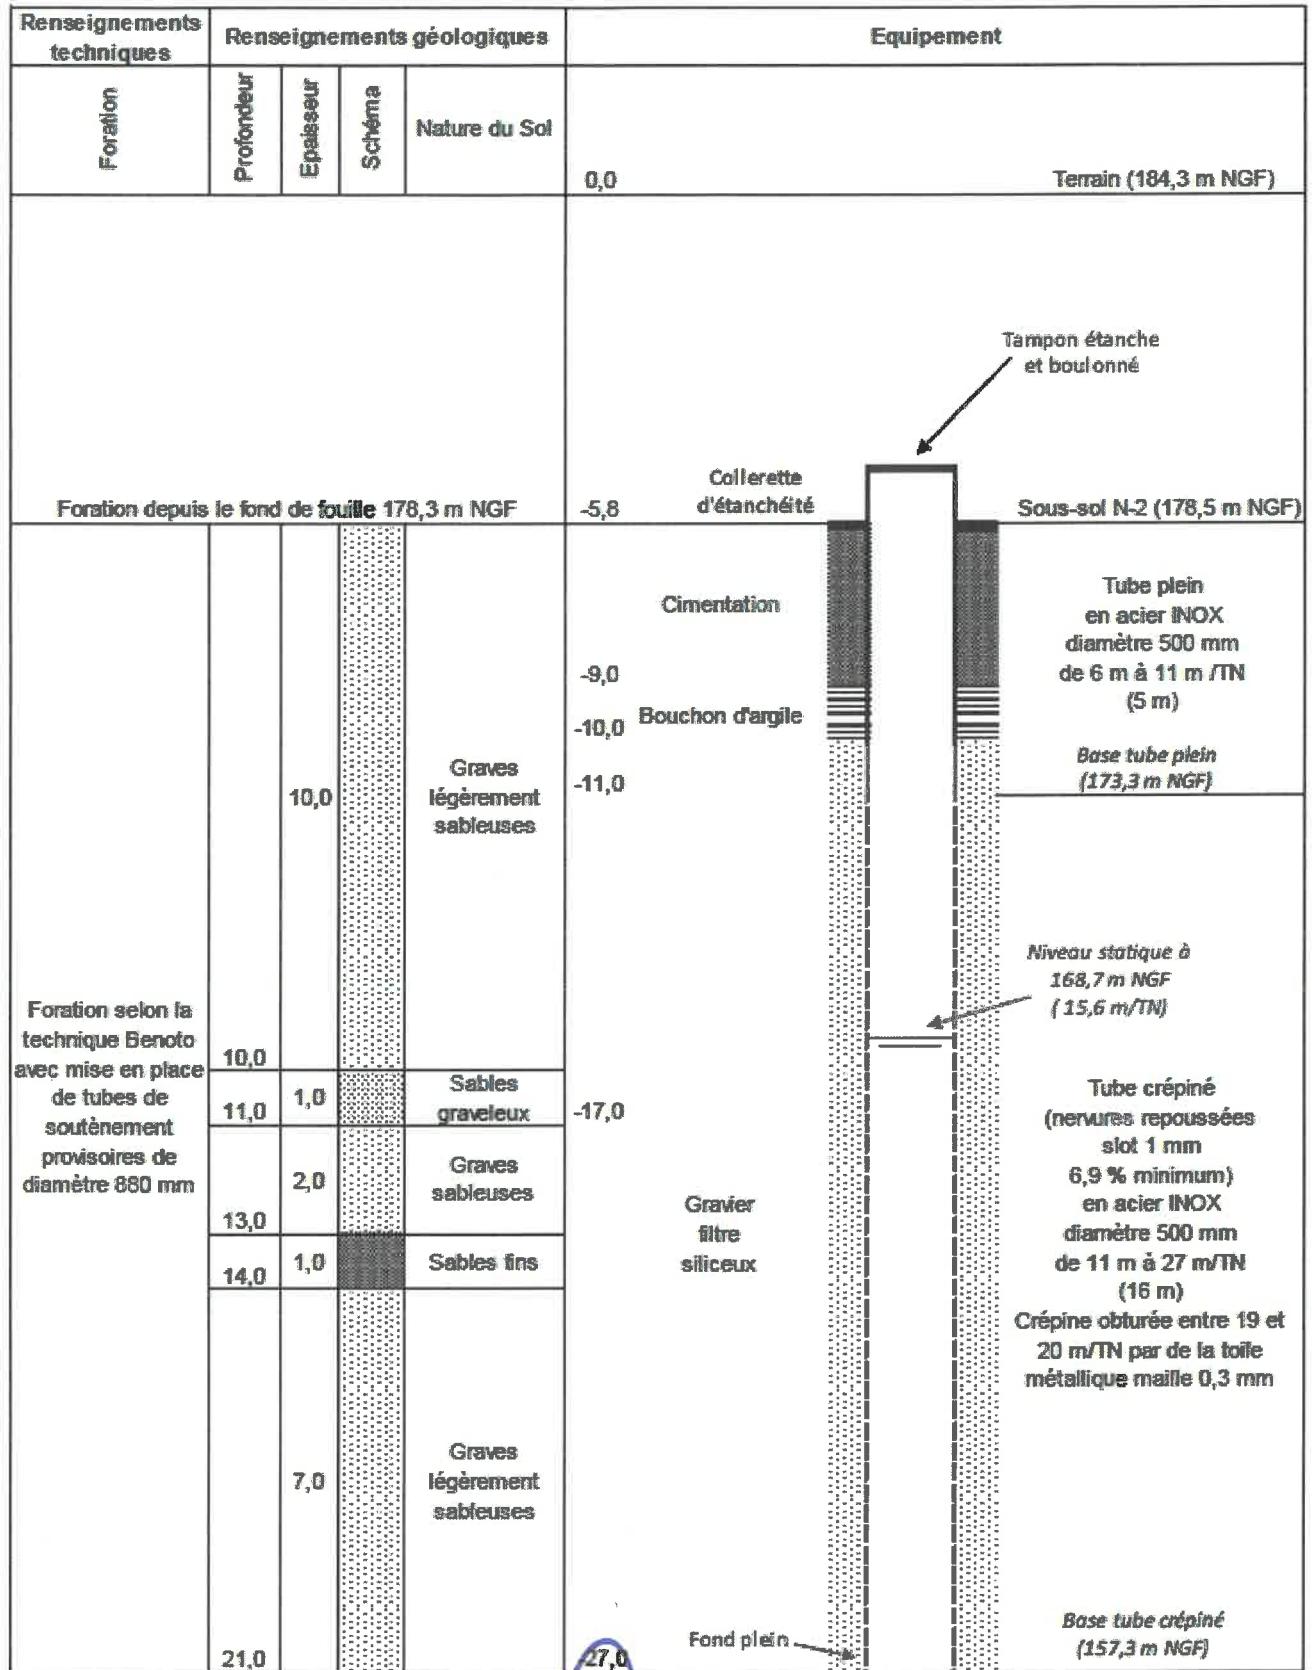 Renseignements
techniques
Renseignements géologiques
Equipement
Foration
Profondeur
Epaisseur
Schéma
Nature du Sol
0,0
Terrain (184,3 m NGF)
Tampon étanche
et boulonné
Collerette
d'étanchéité
Foration depuis le fond de fouille 178,3 m NGF
-5,8
Sous-sol N-2 (178,5 m NGF)
Cimentation
Tube plein
en acier INOX
diamètre 500 mm
de 6 m à 11 m /TN
(5 m)
-9,0
Bouchon d'argile
-10,0
Base tube plein
(173,3 m NGF)
-11,0
10,0
Graves
légèrement
sableuses
Niveau statique à
168,7 m NGF
( 15,6 m/TN)
Foration selon la
technique Benoto
avec mise en place
de tubes de
soutènement
provisoires de
diamètre 880 mm
10,0
1,0
Sables
graveleux
11,0
-17,0
2,0
Graves
sableuses
13,0
1,0
Sables fins
14,0
Gravier
filtre
siliceux
Tube crépiné
(nervures repoussées
slot 1 mm
6,9 % minimum)
en acier INOX
diamètre 500 mm
de 11 m à 27 m/TN
(16 m)
Crépine obturée entre 19 et
20 m/TN par de la toile
métallique maille 0,3 mm
7,0
Graves
légèrement
sableuses
21,0
-27,0
Fond plein
Base tube crépiné
(157,3 m NGF)